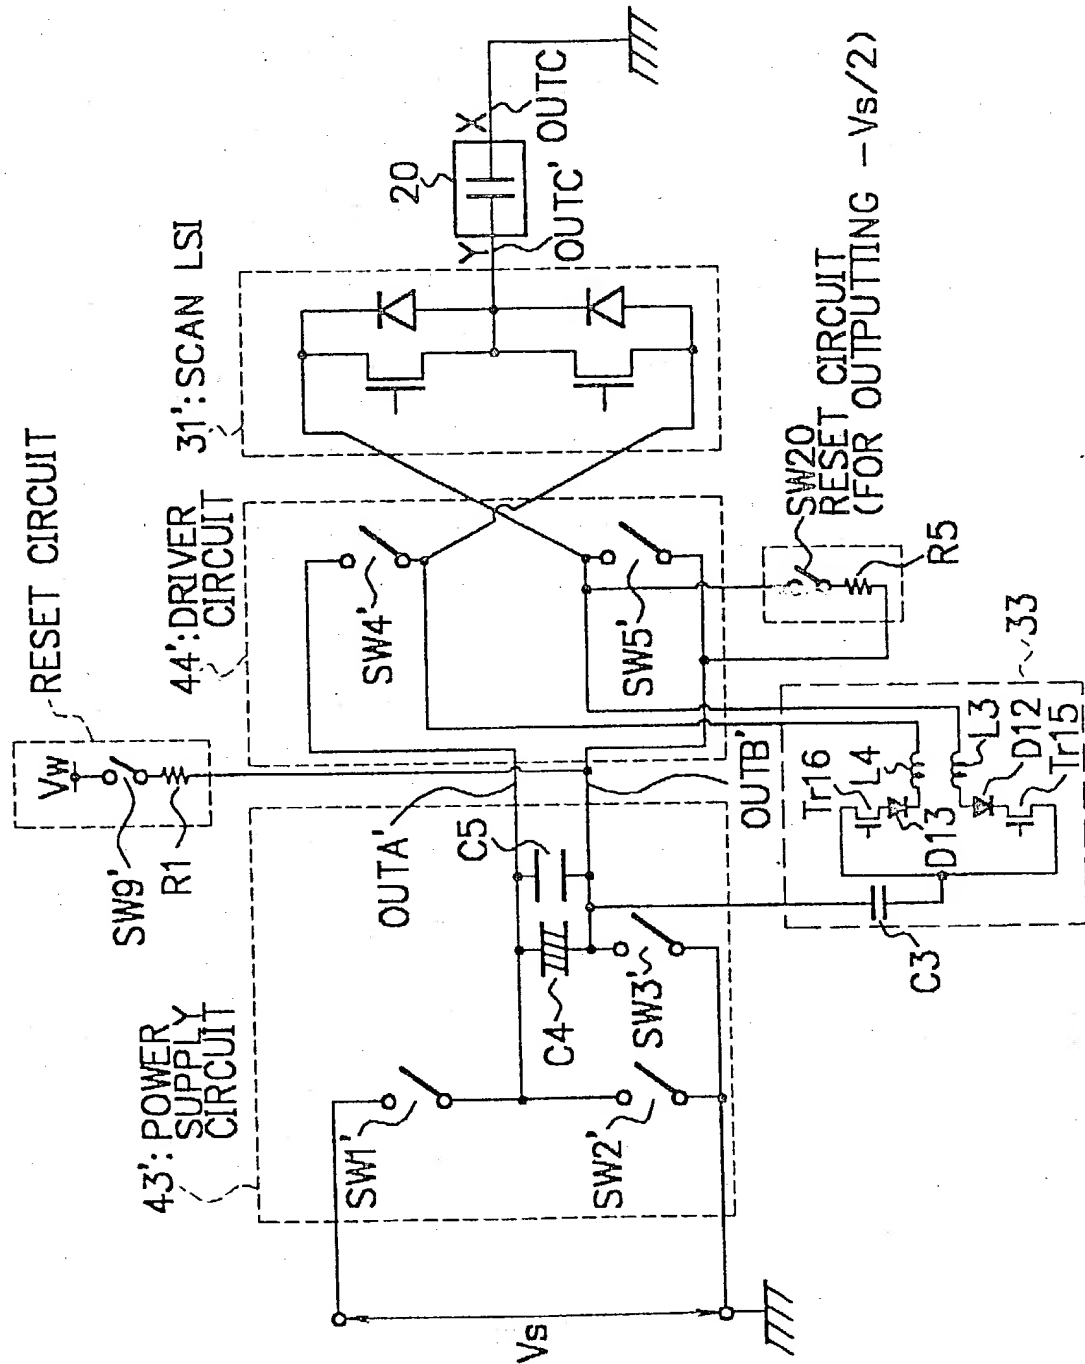 RESET CIRCUIT
Vw
SW9'
R1
43': POWER
SUPPLY
CIRCUIT
44': DRIVER
CIRCUIT
31': SCAN LSI
20
Y
X
OUTC'
OUTC
OUTA'
C5
C4
SW1'
SW2'
SW3'
SW4'
SW5'
Vs
OUTB'
SW20
RESET CIRCUIT
(FOR OUTPUTING -Vs/2)
R5
33
Tr16
L4
D13
L3
D12
Tr15
C3